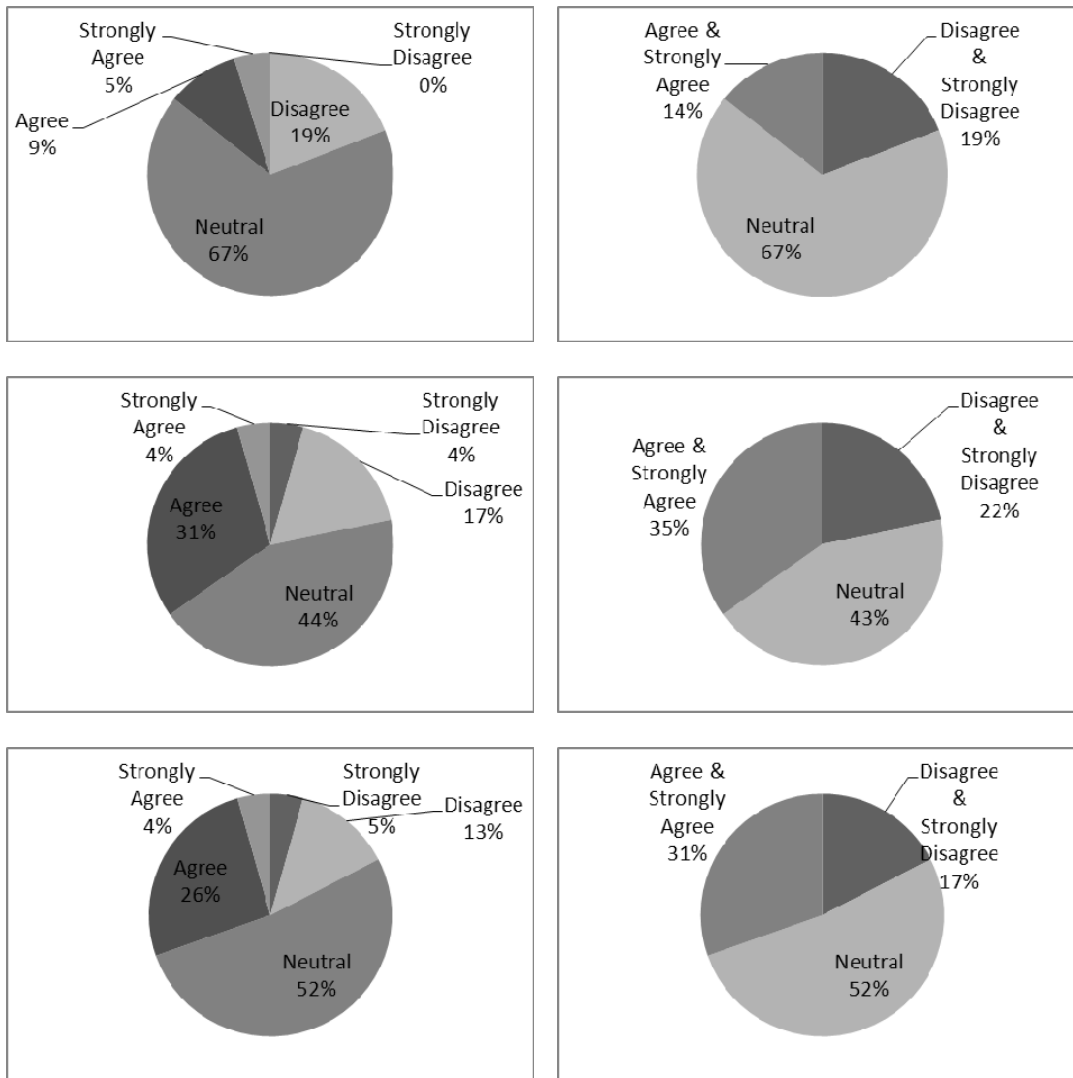 Strongly
Agree
5%
Strongly
Disagree
0%
Agree
9%
Disagree
19%
Neutral
67%
Agree &
Strongly
Agree
14%
Disagree
&
Strongly
Disagree
19%
Neutral
67%
Strongly
Agree
4%
Strongly
Disagree
4%
Disagree
17%
Agree
31%
Neutral
44%
Agree &
Strongly
Agree
35%
Disagree
&
Strongly
Disagree
22%
Neutral
43%
Strongly
Agree
4%
Strongly
Disagree
5%
Disagree
13%
Agree
26%
Neutral
52%
Agree &
Strongly
Agree
31%
Disagree
&
Strongly
Disagree
17%
Neutral
52%